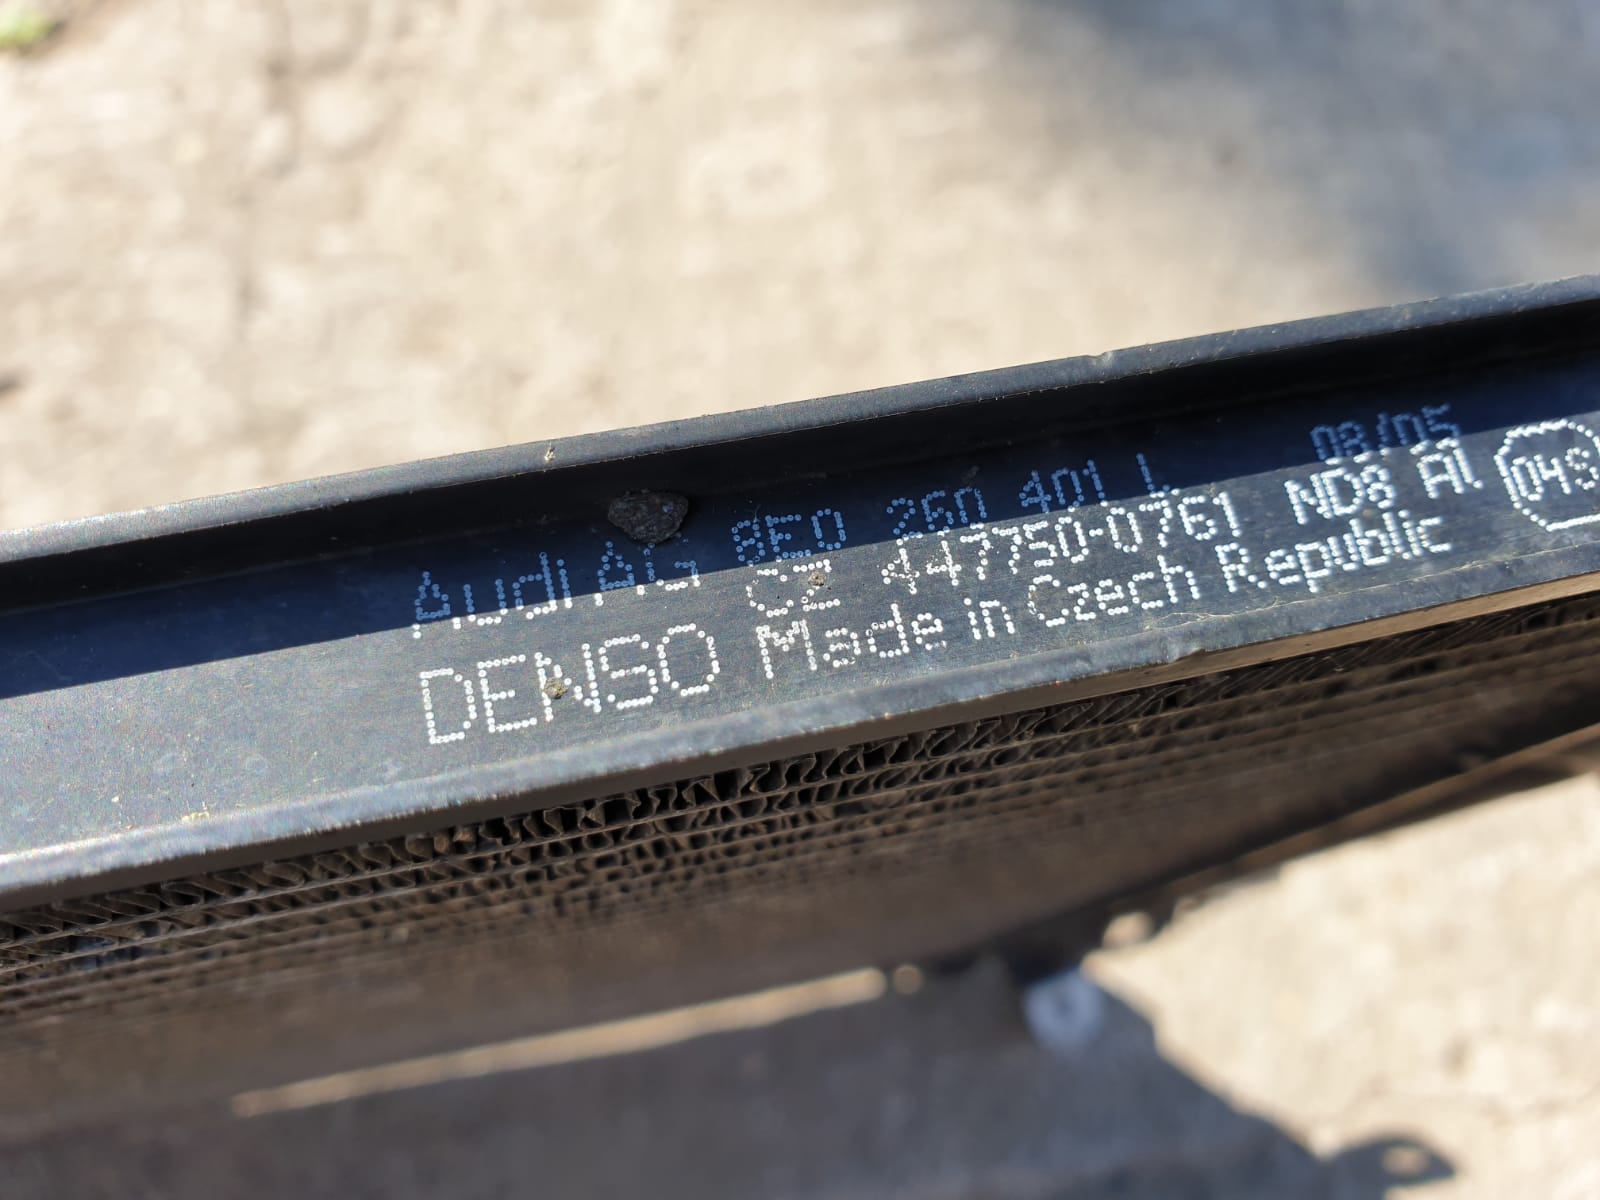 Audi AG 8E0 260 401 L 08/05
CZ 447750-0761 ND8 Al
DENSO Made in Czech Republic